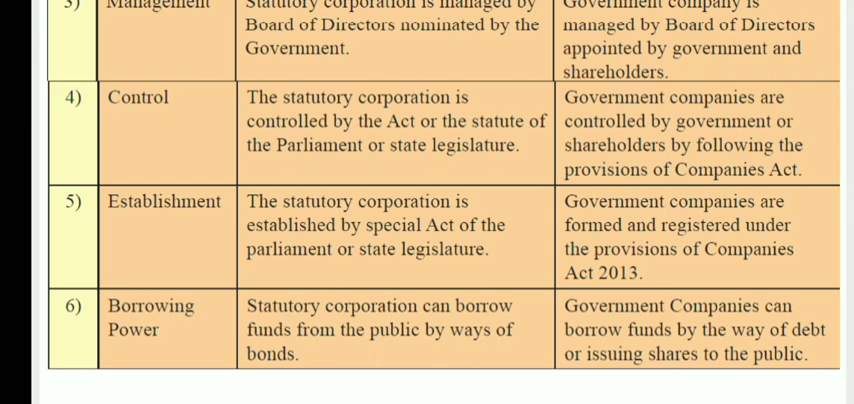 3)
Management
Statutory corporation is managed by
Board of Directors nominated by the
Government.
Government company is
managed by Board of Directors
appointed by government and
shareholders.
4)
Control
The statutory corporation is
controlled by the Act or the statute of
the Parliament or state legislature.
Government companies are
controlled by government or
shareholders by following the
provisions of Companies Act.
5)
Establishment
The statutory corporation is
established by special Act of the
parliament or state legislature.
Government companies are
formed and registered under
the provisions of Companies
Act 2013.
6)
Borrowing
Power
Statutory corporation can borrow
funds from the public by ways of
bonds.
Government Companies can
borrow funds by the way of debt
or issuing shares to the public.